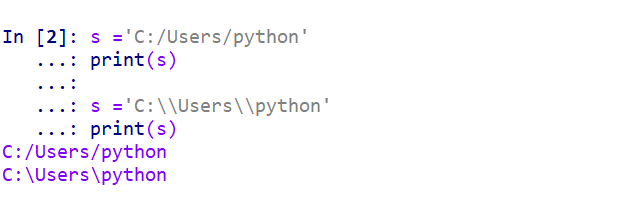 In [2]: s ='C:/Users/python'
   ...: print(s)
   ...:
   ...: s ='C:\\Users\\python'
   ...: print(s)
C:/Users/python
C:\Users\python